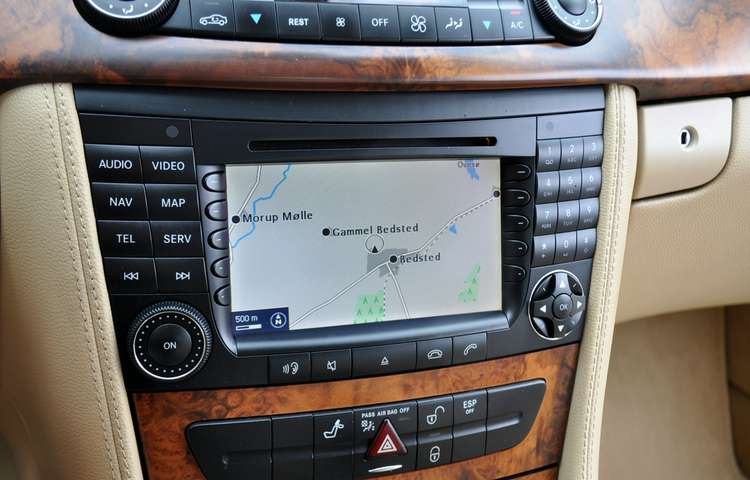 REST
OFF
A/C
AUDIO VIDEO
NAV MAP
TEL SERV
Morup Mølle
Gammel Bedsted
Bedsted
500 m
N
ON
1 2 3
4 5 6
7 8 9
* 0 #
OK
PASS AIR BAG OFF
ESP
OFF